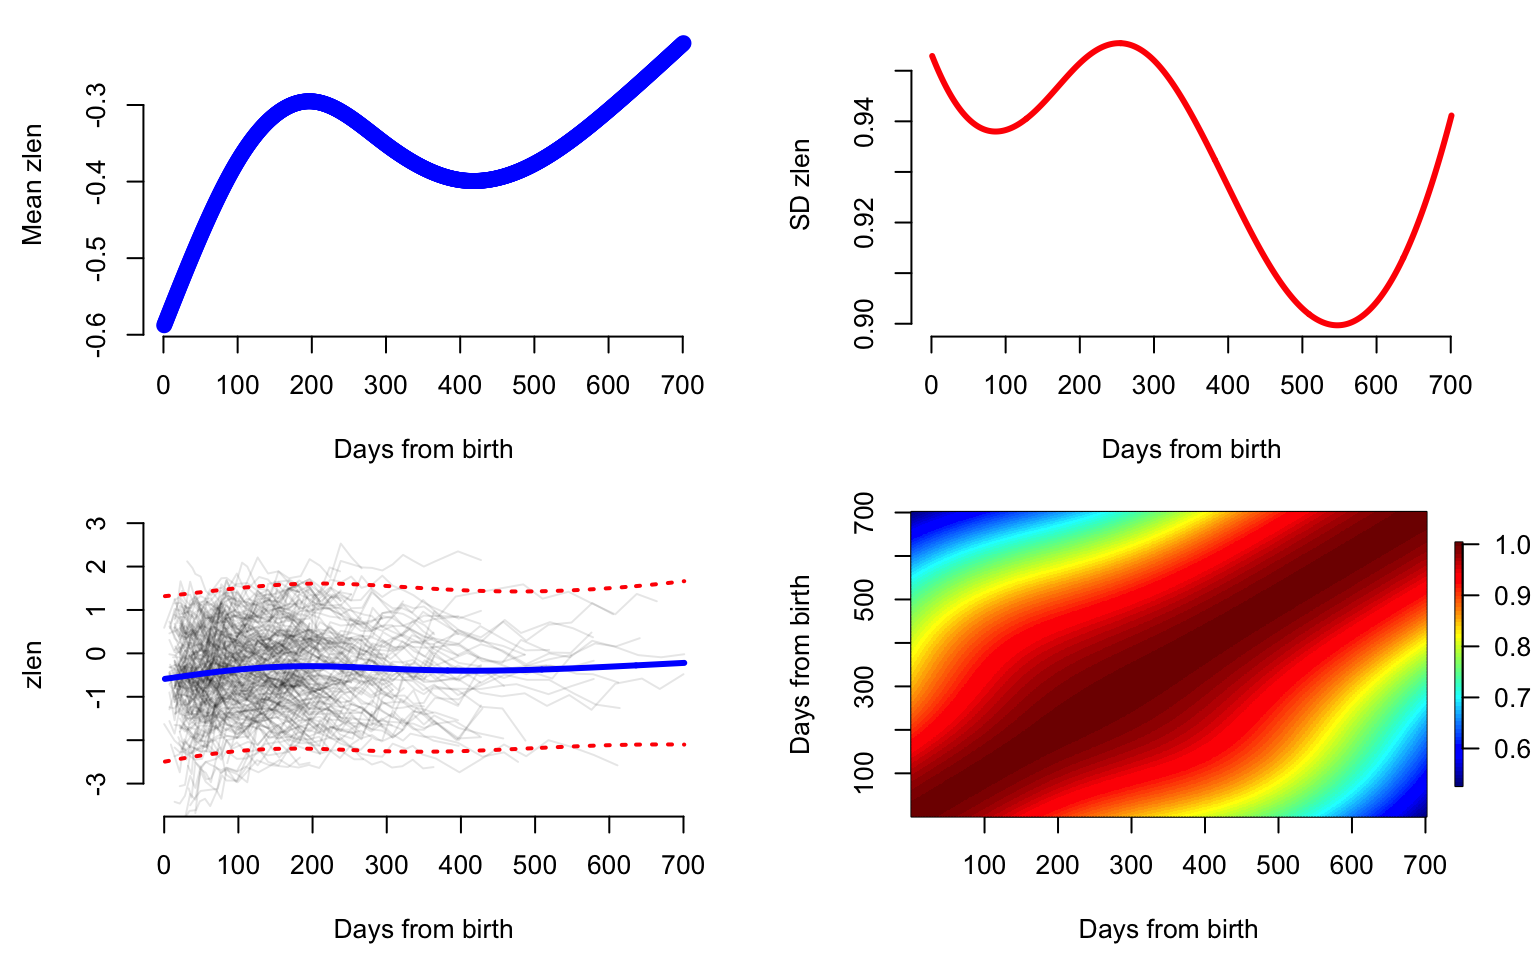 Mean zlen
-0.3
-0.4
-0.5
-0.6
0 100 200 300 400 500 600 700
Days from birth
SD zlen
0.94
0.92
0.90
0 100 200 300 400 500 600 700
Days from birth
zlen
3
2
1
0
-1
-3
0 100 200 300 400 500 600 700
Days from birth
Days from birth
700
500
300
100
100 200 300 400 500 600 700
Days from birth
1.0
0.9
0.8
0.7
0.6